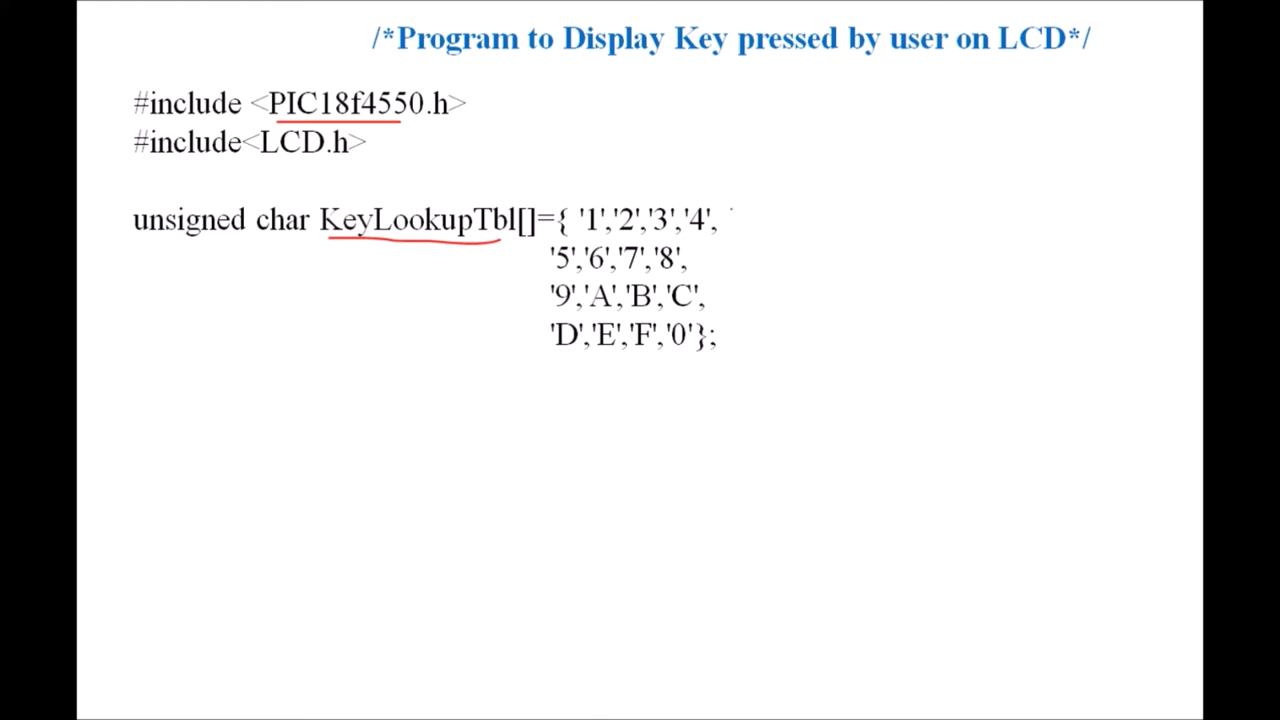 /*Program to Display Key pressed by user on LCD*/
#include <PIC18f4550.h>
#include<LCD.h>
unsigned char KeyLookupTbl[]={ '1','2','3','4',
'5','6','7','8',
'9','A','B','C',
'D','E','F','0'};